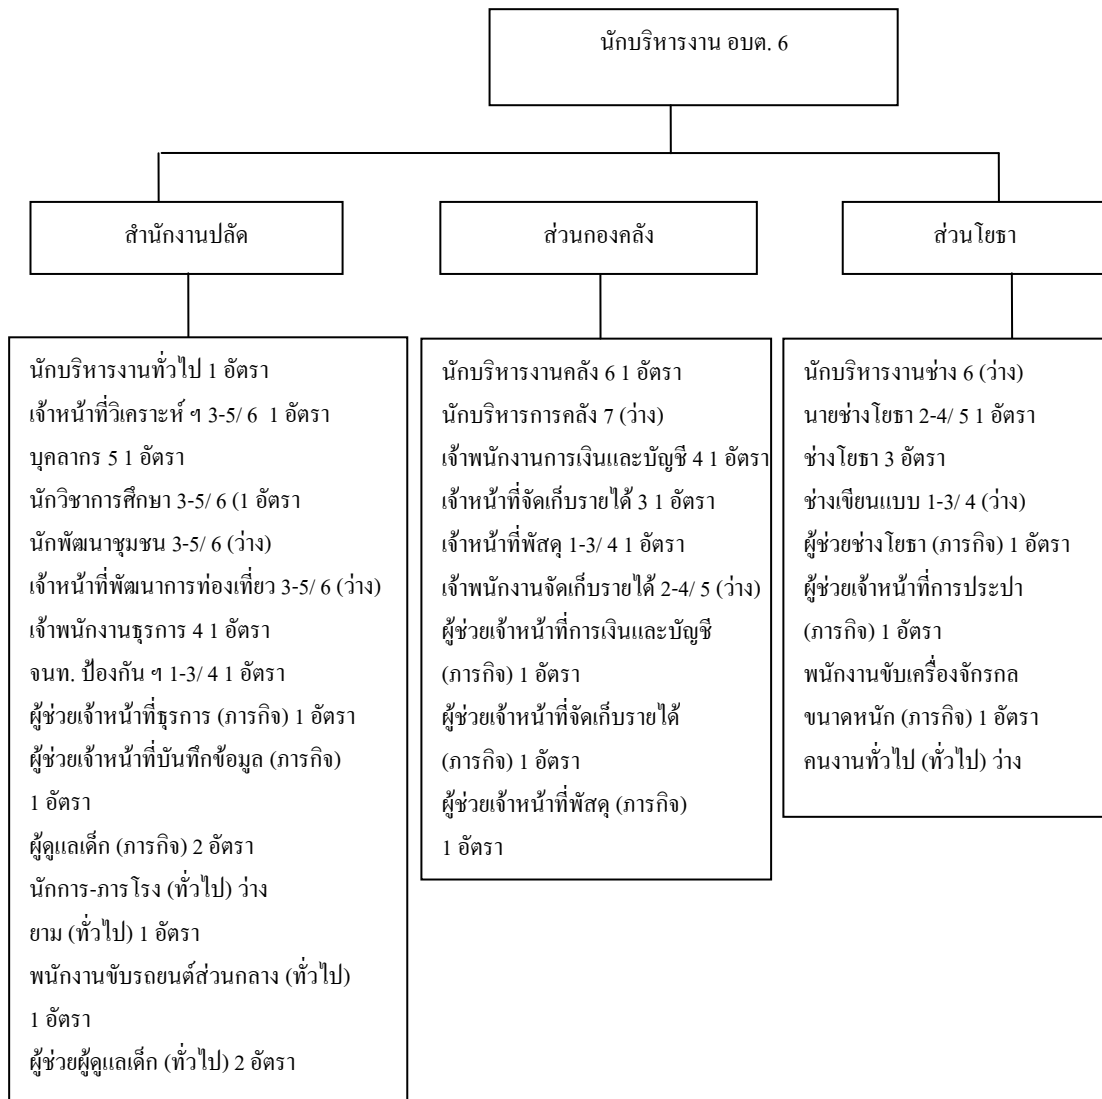 นักบริหารงาน อบต. 6
สำนักงานปลัด
ส่วนกองคลัง
ส่วนโยธา
นักบริหารงานทั่วไป 1 อัตรา
เจ้าหน้าที่วิเคราะห์ ฯ 3-5/ 6 1 อัตรา
บุคลากร 5 1 อัตรา
นักวิชาการศึกษา 3-5/ 6 (1 อัตรา
นักพัฒนาชุมชน 3-5/ 6 (ว่าง)
เจ้าหน้าที่พัฒนาการท่องเที่ยว 3-5/ 6 (ว่าง)
เจ้าพนักงานธุรการ 4 1 อัตรา
จนท. ป้องกัน ฯ 1-3/ 4 1 อัตรา
ผู้ช่วยเจ้าหน้าที่ธุรการ (ภารกิจ) 1 อัตรา
ผู้ช่วยเจ้าหน้าที่บันทึกข้อมูล (ภารกิจ)
1 อัตรา
ผู้ดูแลเด็ก (ภารกิจ) 2 อัตรา
นักการ-ภารโรง (ทั่วไป) ว่าง
ยาม (ทั่วไป) 1 อัตรา
พนักงานขับรถยนต์ส่วนกลาง (ทั่วไป)
1 อัตรา
ผู้ช่วยผู้ดูแลเด็ก (ทั่วไป) 2 อัตรา
นักบริหารงานคลัง 6 1 อัตรา
นักบริหารการคลัง 7 (ว่าง)
เจ้าพนักงานการเงินและบัญชี 4 1 อัตรา
เจ้าหน้าที่จัดเก็บรายได้ 3 1 อัตรา
เจ้าหน้าที่พัสดุ 1-3/ 4 1 อัตรา
เจ้าพนักงานจัดเก็บรายได้ 2-4/ 5 (ว่าง)
ผู้ช่วยเจ้าหน้าที่การเงินและบัญชี
(ภารกิจ) 1 อัตรา
ผู้ช่วยเจ้าหน้าที่จัดเก็บรายได้
(ภารกิจ) 1 อัตรา
ผู้ช่วยเจ้าหน้าที่พัสดุ (ภารกิจ)
1 อัตรา
นักบริหารงานช่าง 6 (ว่าง)
นายช่างโยธา 2-4/ 5 1 อัตรา
ช่างโยธา 3 อัตรา
ช่างเขียนแบบ 1-3/ 4 (ว่าง)
ผู้ช่วยช่างโยธา (ภารกิจ) 1 อัตรา
ผู้ช่วยเจ้าหน้าที่การประปา
(ภารกิจ) 1 อัตรา
พนักงานขับเครื่องจักรกล
ขนาดหนัก (ภารกิจ) 1 อัตรา
คนงานทั่วไป (ทั่วไป) ว่าง